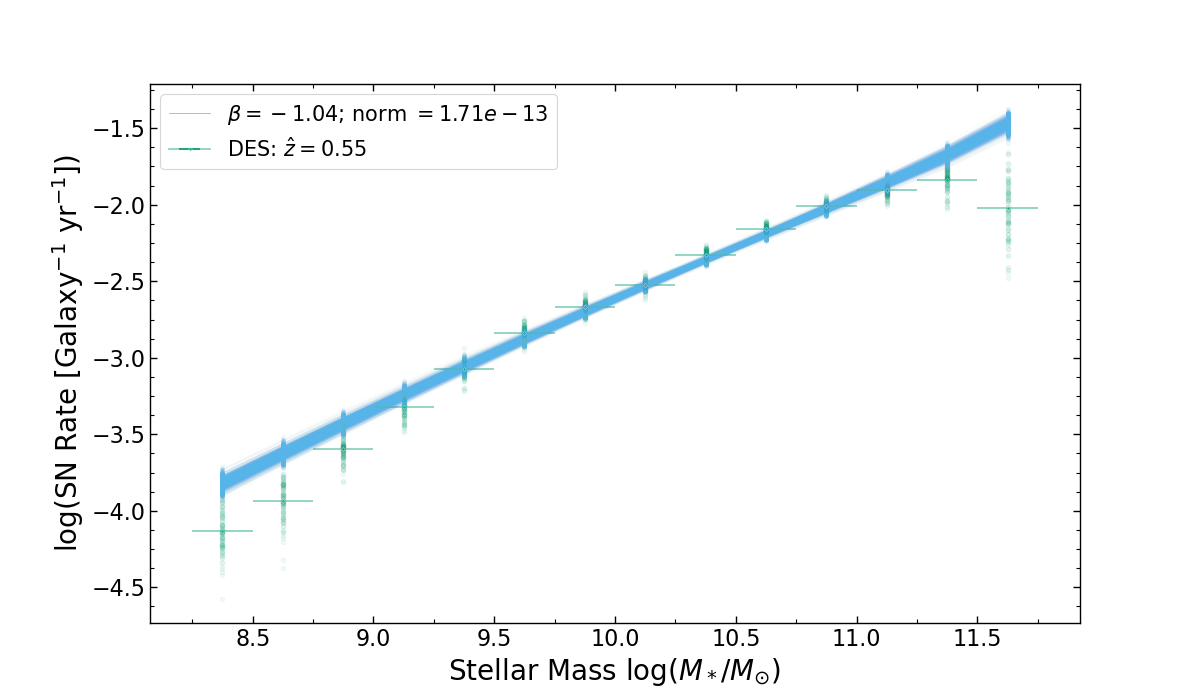 β = −1.04; norm = 1.71e − 13
DES: ẑ = 0.55
−1.5
−2.0
−2.5
−3.0
−3.5
−4.0
−4.5
log(SN Rate [Galaxy⁻¹ yr⁻¹])
8.5 9.0 9.5 10.0 10.5 11.0 11.5
Stellar Mass log(M∗/M⊙)